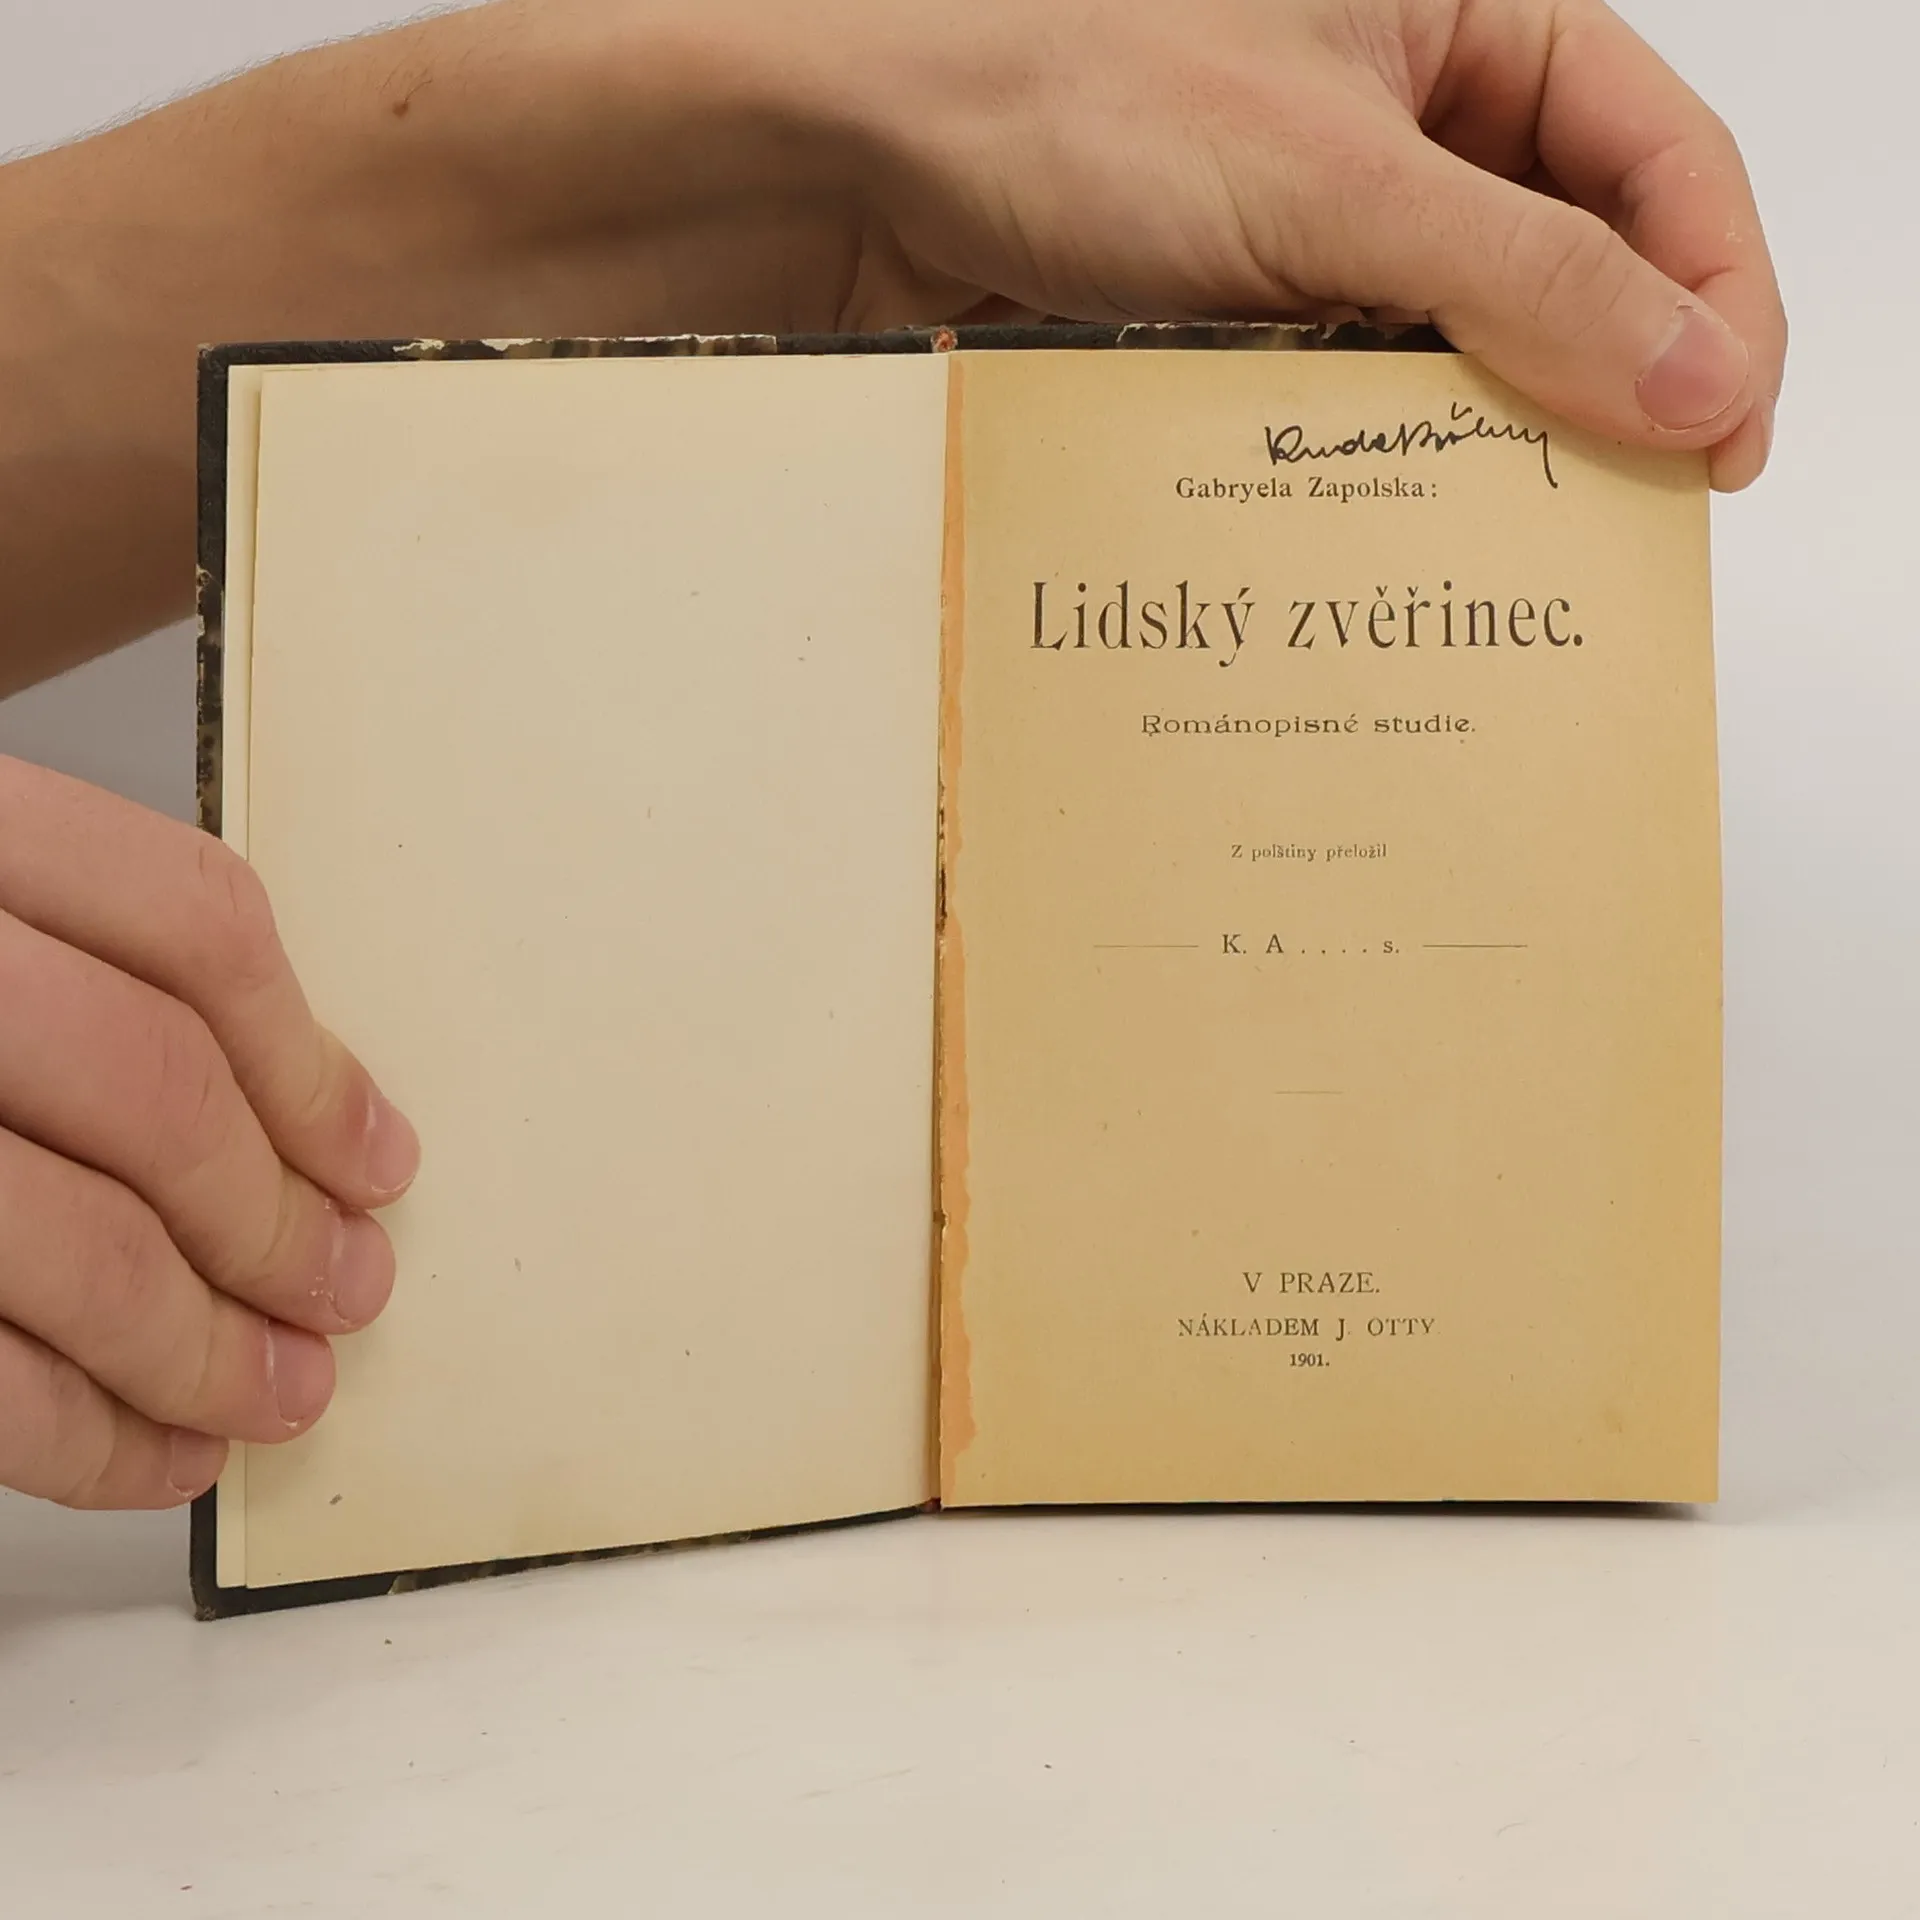 Gabryela Zapolska:
Lidský zvěřinec.
Románopisné studie.
Z polštiny přeložil
K. A . . . . s.
V PRAZE.
NÁKLADEM J. OTTY
1901.